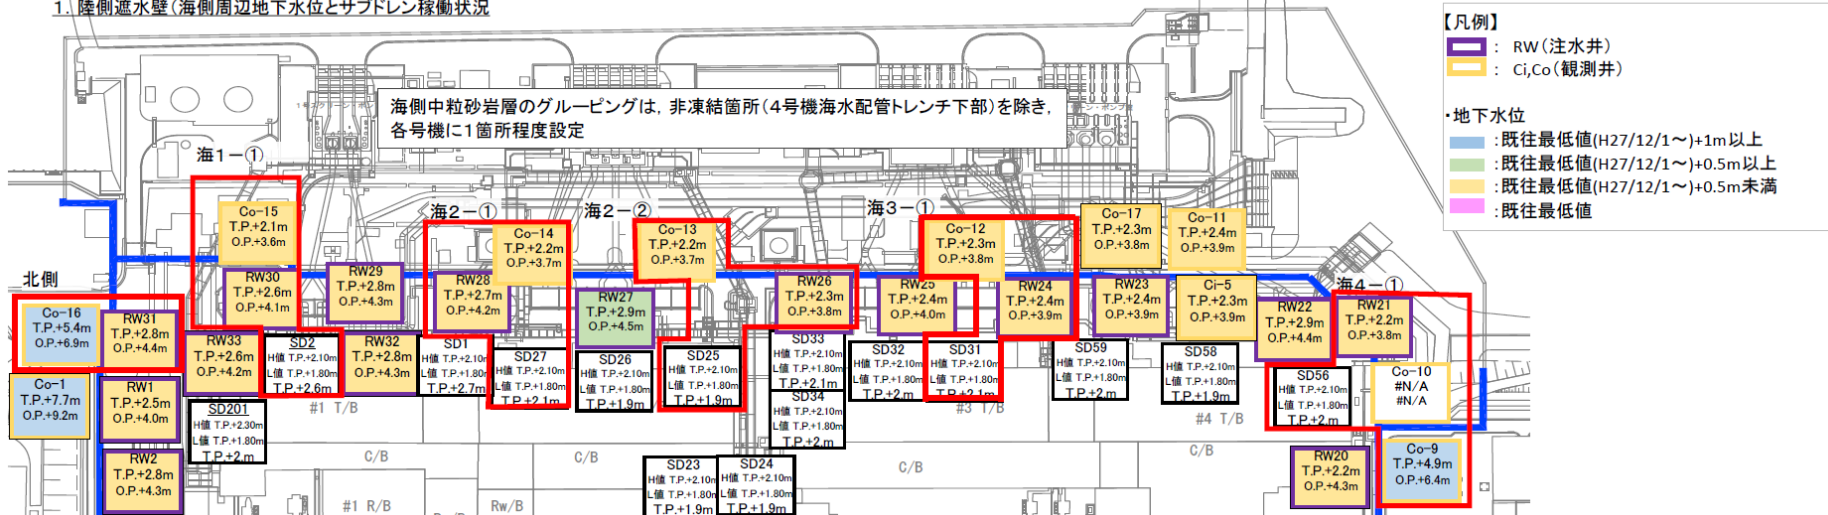 1. 陸側遮水壁(海側周辺地下水位とサブドレン稼働状況
【凡例】
: RW(注水井)
: Ci,Co(観測井)
・地下水位
:既往最低値(H27/12/1～)+1m以上
:既往最低値(H27/12/1～)+0.5m以上
:既往最低値(H27/12/1～)+0.5m未満
:既往最低値
海側中粒砂岩層のグルーピングは, 非凍結箇所(4号機海水配管トレンチ下部)を除き,
各号機に1箇所程度設定
海1-①
海2-①
海2-②
海3-①
海4-①
北側
Co-15
T.P.+2.1m
O.P.+3.6m
Co-14
T.P.+2.2m
O.P.+3.7m
Co-13
T.P.+2.2m
O.P.+3.7m
Co-12
T.P.+2.3m
O.P.+3.8m
Co-17
T.P.+2.3m
O.P.+3.8m
Co-11
T.P.+2.4m
O.P.+3.9m
Co-16
T.P.+5.4m
O.P.+6.9m
RW31
T.P.+2.8m
O.P.+4.4m
RW30
T.P.+2.6m
O.P.+4.1m
RW29
T.P.+2.8m
O.P.+4.3m
RW28
T.P.+2.7m
O.P.+4.2m
RW27
T.P.+2.9m
O.P.+4.5m
RW26
T.P.+2.3m
O.P.+3.8m
RW25
T.P.+2.4m
O.P.+4.0m
RW24
T.P.+2.4m
O.P.+3.9m
RW23
T.P.+2.4m
O.P.+3.9m
Ci-5
T.P.+2.3m
O.P.+3.9m
RW22
T.P.+2.9m
O.P.+4.4m
RW21
T.P.+2.2m
O.P.+3.8m
RW33
T.P.+2.6m
O.P.+4.2m
SD2
H値 T.P.+2.10m
L値 T.P.+1.80m
T.P.+2.6m
RW32
T.P.+2.8m
O.P.+4.3m
SD1
H値 T.P.+2.10m
L値 T.P.+1.80m
T.P.+2.7m
SD27
H値 T.P.+2.10m
L値 T.P.+1.80m
T.P.+2.1m
SD26
H値 T.P.+2.10m
L値 T.P.+1.80m
T.P.+1.9m
SD25
H値 T.P.+2.10m
L値 T.P.+1.80m
T.P.+1.9m
SD33
H値 T.P.+2.10m
L値 T.P.+1.80m
T.P.+2.1m
SD34
H値 T.P.+2.10m
L値 T.P.+1.80m
T.P.+2.m
SD32
H値 T.P.+2.10m
L値 T.P.+1.80m
T.P.+2.m
SD31
H値 T.P.+2.10m
L値 T.P.+1.80m
T.P.+2.1m
SD59
H値 T.P.+2.10m
L値 T.P.+1.80m
T.P.+2.m
SD58
H値 T.P.+2.10m
L値 T.P.+1.80m
T.P.+1.9m
SD56
H値 T.P.+2.10m
L値 T.P.+1.80m
T.P.+2.m
Co-10
#N/A
#N/A
Co-1
T.P.+7.7m
O.P.+9.2m
RW1
T.P.+2.5m
O.P.+4.0m
SD201
H値 T.P.+2.30m
L値 T.P.+1.80m
T.P.+2.m
#1 T/B
#3 T/B
#4 T/B
RW2
T.P.+2.8m
O.P.+4.3m
C/B
C/B
C/B
C/B
SD23
H値 T.P.+2.10m
L値 T.P.+1.80m
T.P.+1.9m
SD24
H値 T.P.+2.10m
L値 T.P.+1.80m
T.P.+1.9m
RW20
T.P.+2.2m
O.P.+4.3m
Co-9
T.P.+4.9m
O.P.+6.4m
#1 R/B
Rw/B